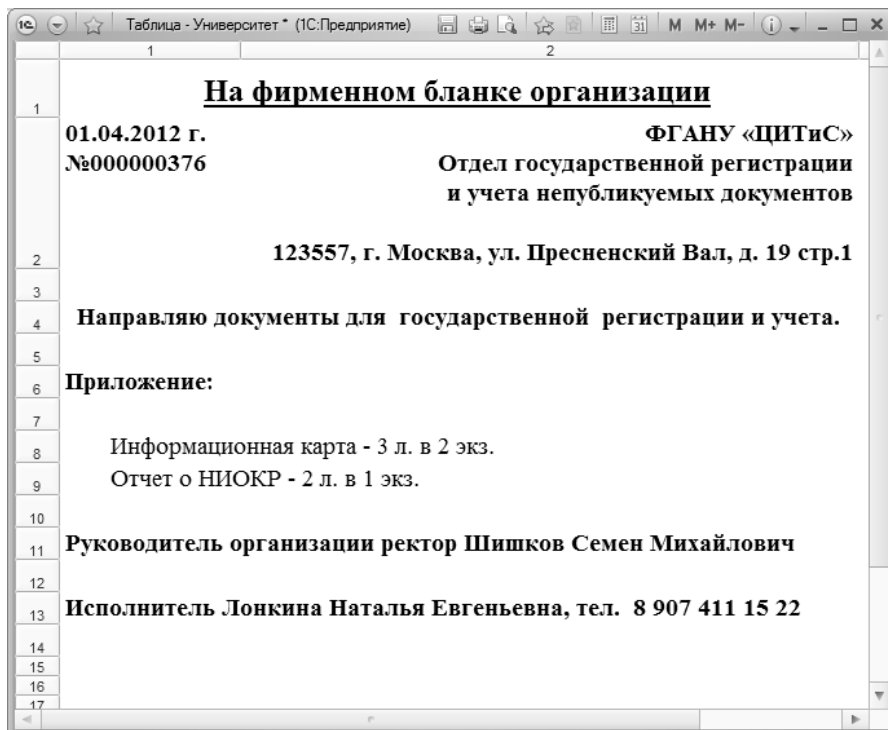 Таблица - Университет * (1С:Предприятие) 31 M M+ M-
1 2
1 На фирменном бланке организации
01.04.2012 г. ФГАНУ «ЦИТиС»
№000000376 Отдел государственной регистрации
и учета непубликуемых документов
2 123557, г. Москва, ул. Пресненский Вал, д. 19 стр.1
3
4 Направляю документы для государственной регистрации и учета.
5
6 Приложение:
7
8 Информационная карта - 3 л. в 2 экз.
9 Отчет о НИОКР - 2 л. в 1 экз.
10
11 Руководитель организации ректор Шишков Семен Михайлович
12
13 Исполнитель Лонкина Наталья Евгеньевна, тел. 8 907 411 15 22
14
15
16
17